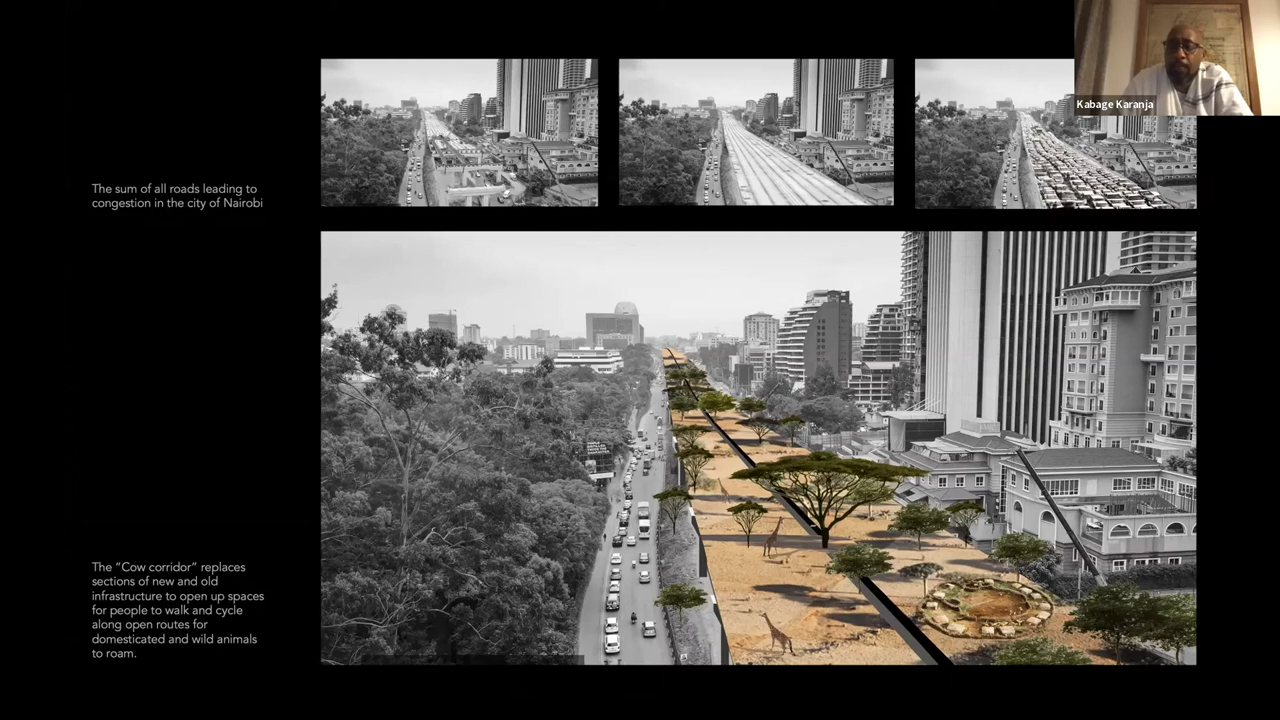 Kabage Karanja
The sum of all roads leading to
congestion in the city of Nairobi
The “Cow corridor” replaces
sections of new and old
infrastructure to open up spaces
for people to walk and cycle
along open routes for
domesticated and wild animals
to roam.